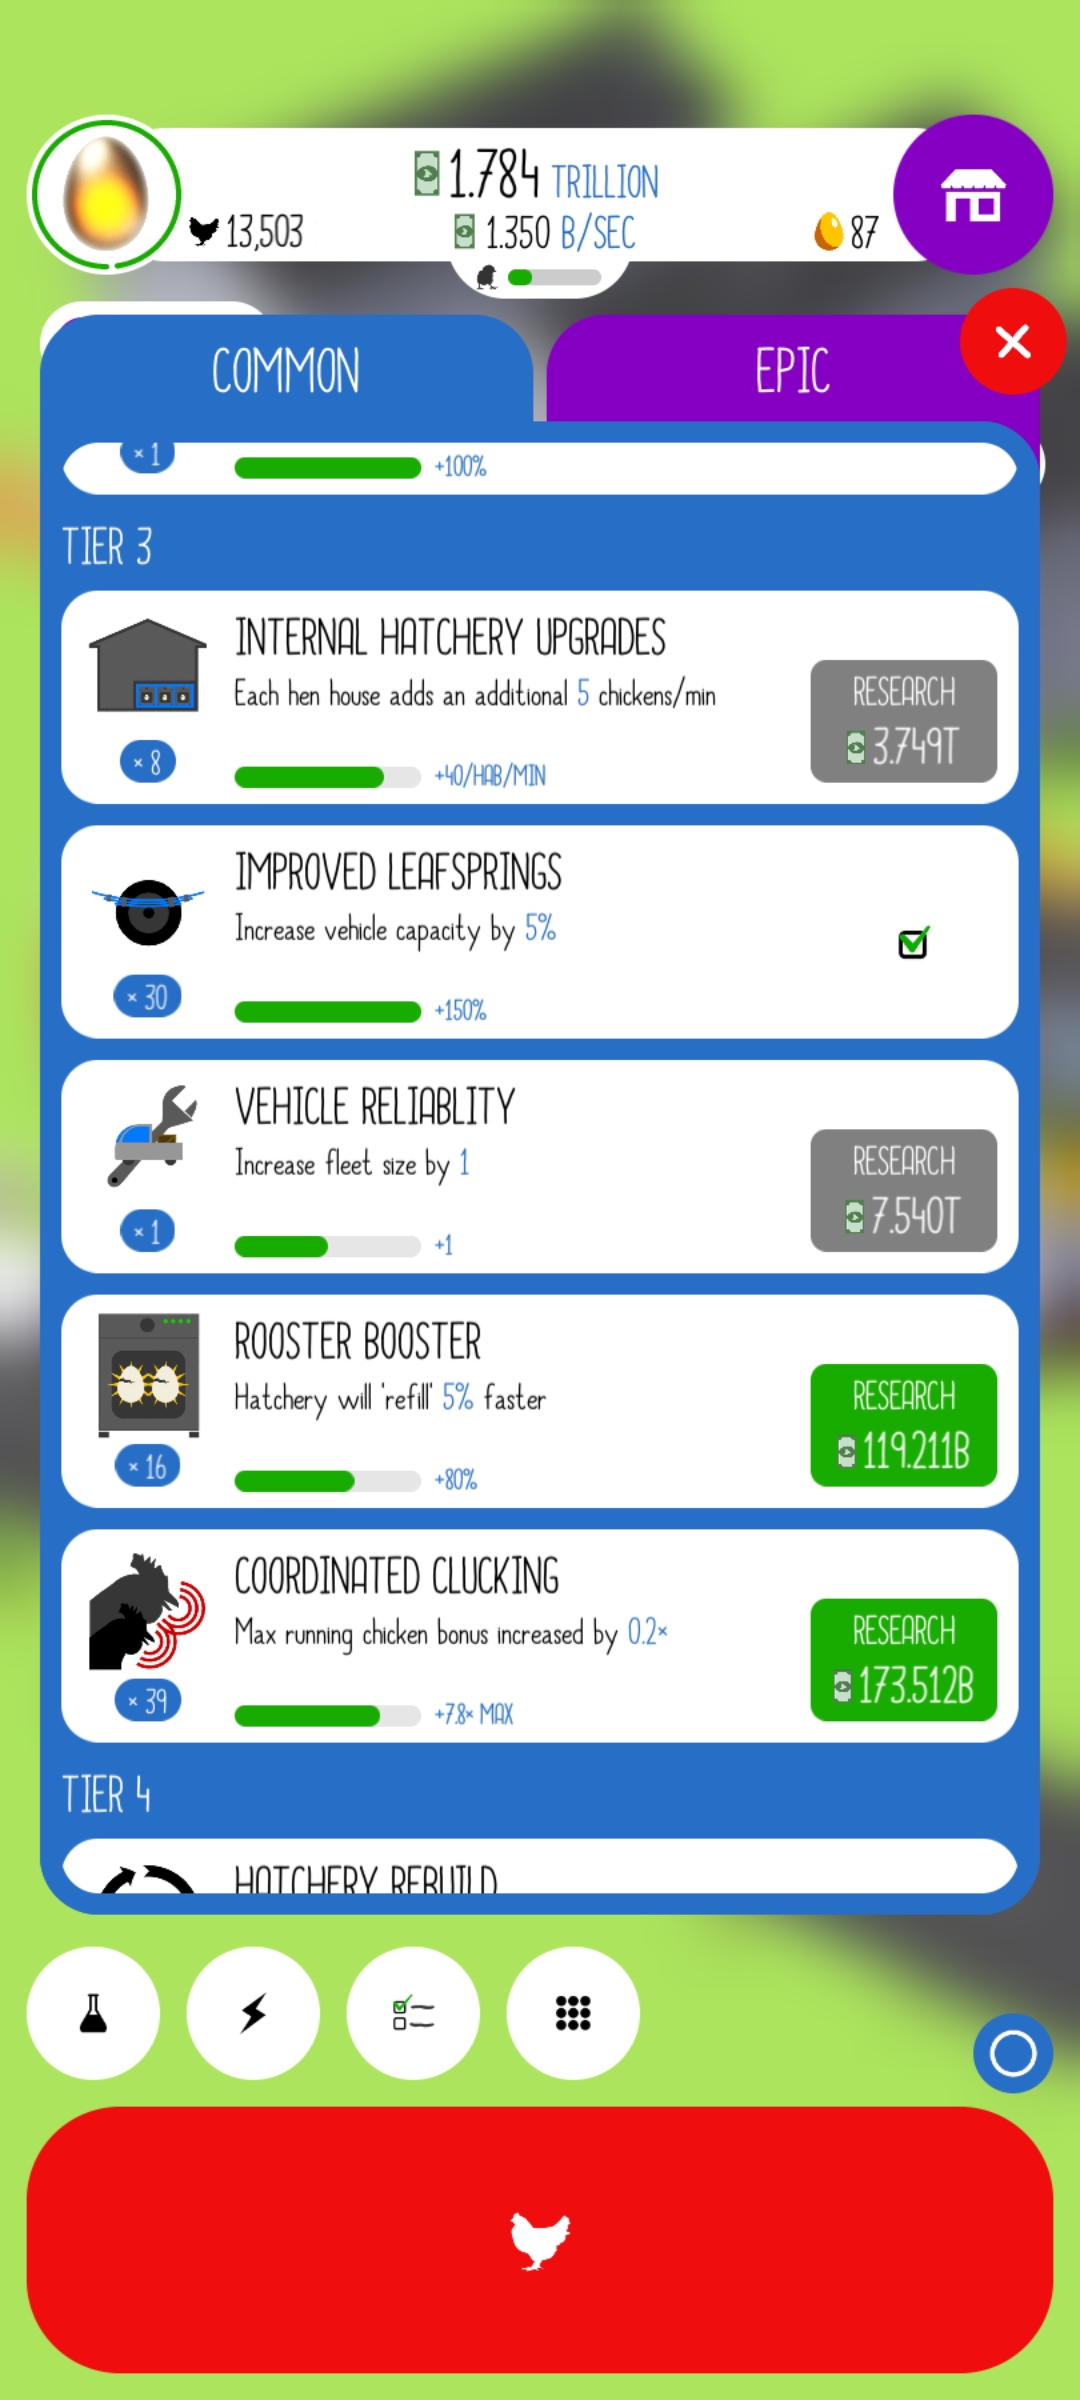 1.784 TRILLION
13,503
1.350 B/SEC
87
COMMON
EPIC
× 1
+100%
TIER 3
INTERNAL HATCHERY UPGRADES
Each hen house adds an additional 5 chickens/min
RESEARCH
3.749T
× 8
+40/HAB/MIN
IMPROVED LEAFSPRINGS
Increase vehicle capacity by 5%
× 30
+150%
VEHICLE RELIABLITY
Increase fleet size by 1
RESEARCH
7.540T
× 1
+1
ROOSTER BOOSTER
Hatchery will 'refill' 5% faster
RESEARCH
119.211B
× 16
+80%
COORDINATED CLUCKING
Max running chicken bonus increased by 0.2×
RESEARCH
173.512B
× 39
+7.8× MAX
TIER 4
HATCHERY REBUILD